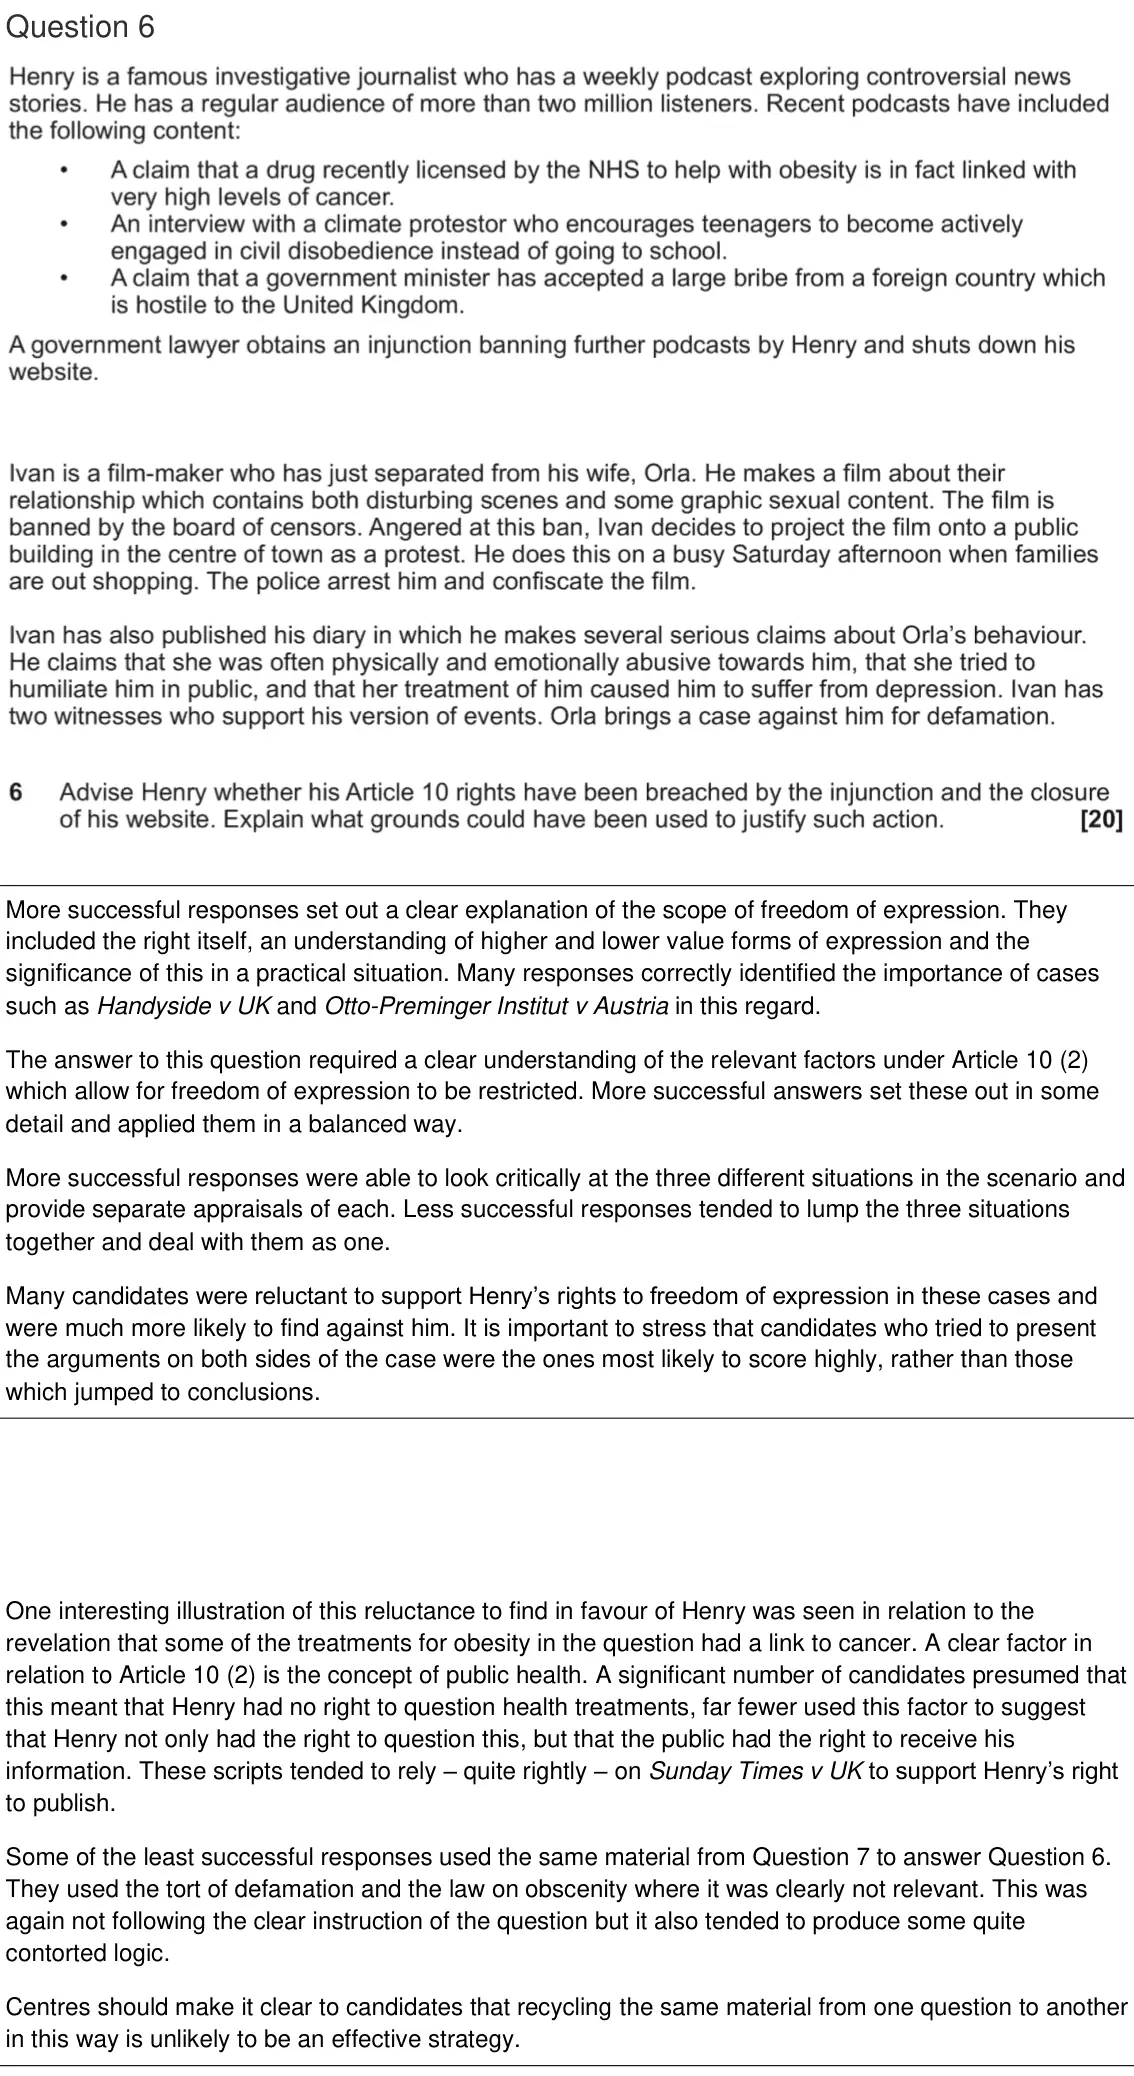 Question 6
Henry is a famous investigative journalist who has a weekly podcast exploring controversial news
stories. He has a regular audience of more than two million listeners. Recent podcasts have included
the following content:
• A claim that a drug recently licensed by the NHS to help with obesity is in fact linked with
very high levels of cancer.
• An interview with a climate protestor who encourages teenagers to become actively
engaged in civil disobedience instead of going to school.
• A claim that a government minister has accepted a large bribe from a foreign country which
is hostile to the United Kingdom.
A government lawyer obtains an injunction banning further podcasts by Henry and shuts down his
website.
Ivan is a film-maker who has just separated from his wife, Orla. He makes a film about their
relationship which contains both disturbing scenes and some graphic sexual content. The film is
banned by the board of censors. Angered at this ban, Ivan decides to project the film onto a public
building in the centre of town as a protest. He does this on a busy Saturday afternoon when families
are out shopping. The police arrest him and confiscate the film.
Ivan has also published his diary in which he makes several serious claims about Orla's behaviour.
He claims that she was often physically and emotionally abusive towards him, that she tried to
humiliate him in public, and that her treatment of him caused him to suffer from depression. Ivan has
two witnesses who support his version of events. Orla brings a case against him for defamation.
6 Advise Henry whether his Article 10 rights have been breached by the injunction and the closure
of his website. Explain what grounds could have been used to justify such action. [20]
More successful responses set out a clear explanation of the scope of freedom of expression. They
included the right itself, an understanding of higher and lower value forms of expression and the
significance of this in a practical situation. Many responses correctly identified the importance of cases
such as Handyside v UK and Otto-Preminger Institut v Austria in this regard.
The answer to this question required a clear understanding of the relevant factors under Article 10 (2)
which allow for freedom of expression to be restricted. More successful answers set these out in some
detail and applied them in a balanced way.
More successful responses were able to look critically at the three different situations in the scenario and
provide separate appraisals of each. Less successful responses tended to lump the three situations
together and deal with them as one.
Many candidates were reluctant to support Henry's rights to freedom of expression in these cases and
were much more likely to find against him. It is important to stress that candidates who tried to present
the arguments on both sides of the case were the ones most likely to score highly, rather than those
which jumped to conclusions.
One interesting illustration of this reluctance to find in favour of Henry was seen in relation to the
revelation that some of the treatments for obesity in the question had a link to cancer. A clear factor in
relation to Article 10 (2) is the concept of public health. A significant number of candidates presumed that
this meant that Henry had no right to question health treatments, far fewer used this factor to suggest
that Henry not only had the right to question this, but that the public had the right to receive his
information. These scripts tended to rely – quite rightly – on Sunday Times v UK to support Henry's right
to publish.
Some of the least successful responses used the same material from Question 7 to answer Question 6.
They used the tort of defamation and the law on obscenity where it was clearly not relevant. This was
again not following the clear instruction of the question but it also tended to produce some quite
contorted logic.
Centres should make it clear to candidates that recycling the same material from one question to another
in this way is unlikely to be an effective strategy.